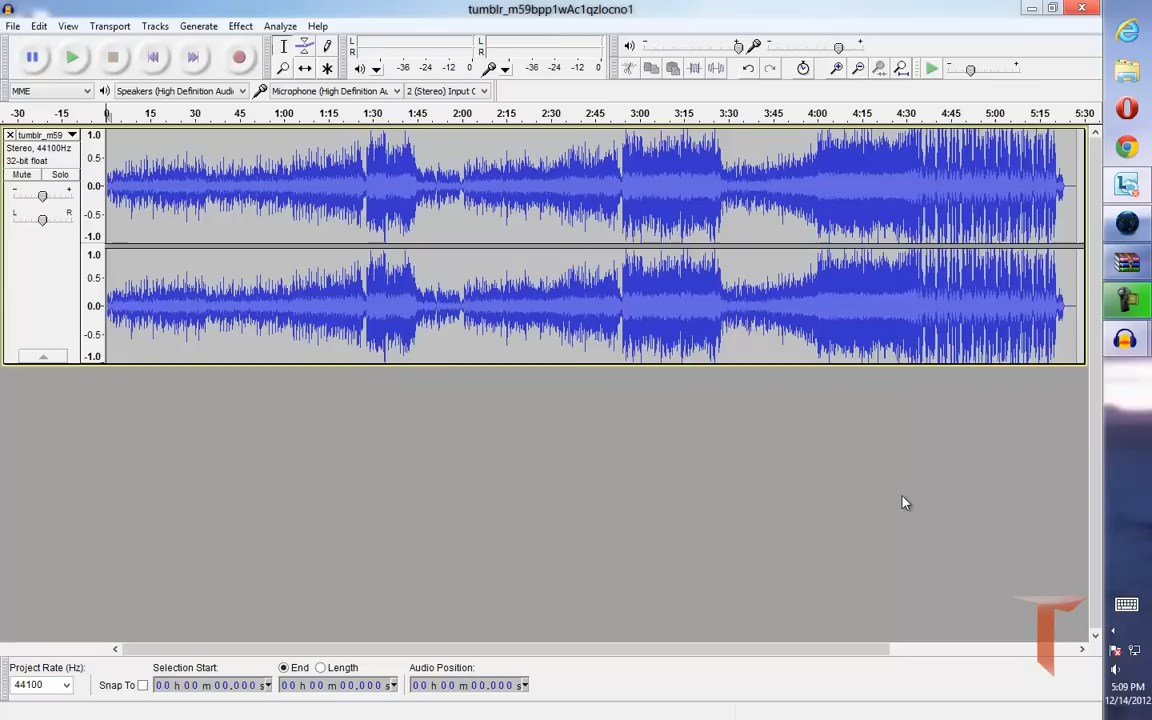 tumblr_m59bpp1wAc1qzlocno1
File Edit View Transport Tracks Generate Effect Analyze Help
L
R
-36 -24 -12 0
L
R
-36 -24 -12 0
MME
Speakers (High Definition Audi
Microphone (High Definition Au
2 (Stereo) Input C
-30 -15 0 15 30 45 1:00 1:15 1:30 1:45 2:00 2:15 2:30 2:45 3:00 3:15 3:30 3:45 4:00 4:15 4:30 4:45 5:00 5:15 5:30
tumblr_m59
Stereo, 44100Hz
32-bit float
Mute Solo
- +
L R
1.0
0.5
0.0
-0.5
-1.0
1.0
0.5
0.0
-0.5
-1.0
Project Rate (Hz):
44100
Snap To
Selection Start:
00 h 00 m 00.000 s
End Length
00 h 00 m 00.000 s
Audio Position:
00 h 00 m 00.000 s
5:09 PM
12/14/2012